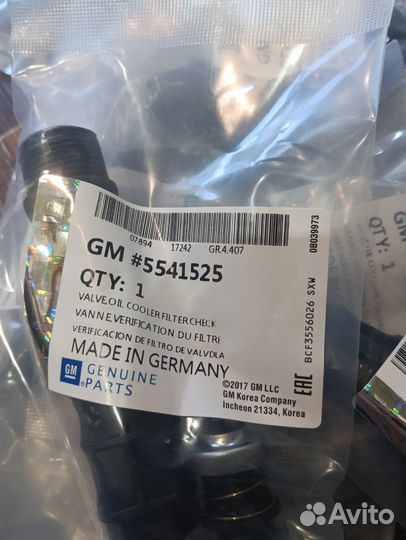 07894 17242 GR.4.407
08039973
GM #5541525
QTY: 1
VALVE,OIL COOLER FILTER CHECK
VANNE,VERIFICATION DU FILTRE
VERIFICACION DE FILTRO DE VALVDLA
MADE IN GERMANY
GM
GENUINE
PARTS
©2017 GM LLC
GM Korea Company
Incheon 21334, Korea
BCF3556026 SXW
EAC
QTY: 1
Avito